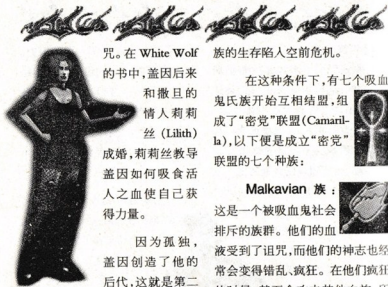 咒。在 White Wolf
的书中，盖因后来
和撒旦的
情人莉莉
丝 (Lilith)
成婚，莉莉丝教导
盖因如何吸食活
人之血使自己获
得力量。
因为孤独，
盖因创造了他的
后代，这就是第二
族的生存陷入空前危机。
在这种条件下，有七个吸血
鬼氏族开始互相结盟，组
成了“密党”联盟(Camaril-
la)，以下便是成立“密党”
联盟的七个种族：
Malkavian 族：
这是一个被吸血鬼社会
排斥的族群。他们的血
液受到了诅咒，而他们的神志也经
常会变得错乱、疯狂。在他们疯狂